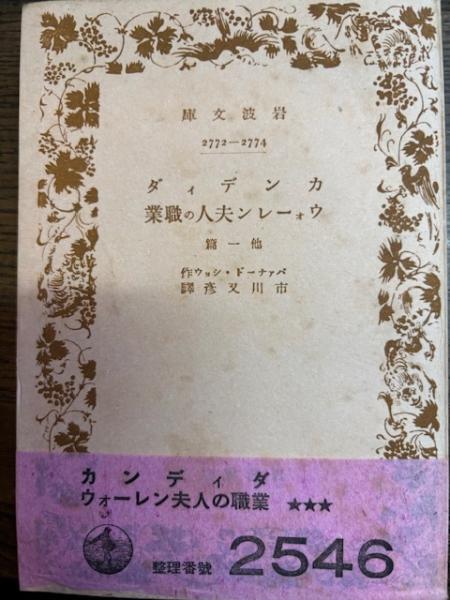 岩波文庫
2772—2774
カンディダ
ウォーレン夫人の職業
他一篇
バァナード・ショウ作
市川又彦譯
カンディダ
ウォーレン夫人の職業 ★★★
整理番號 2546